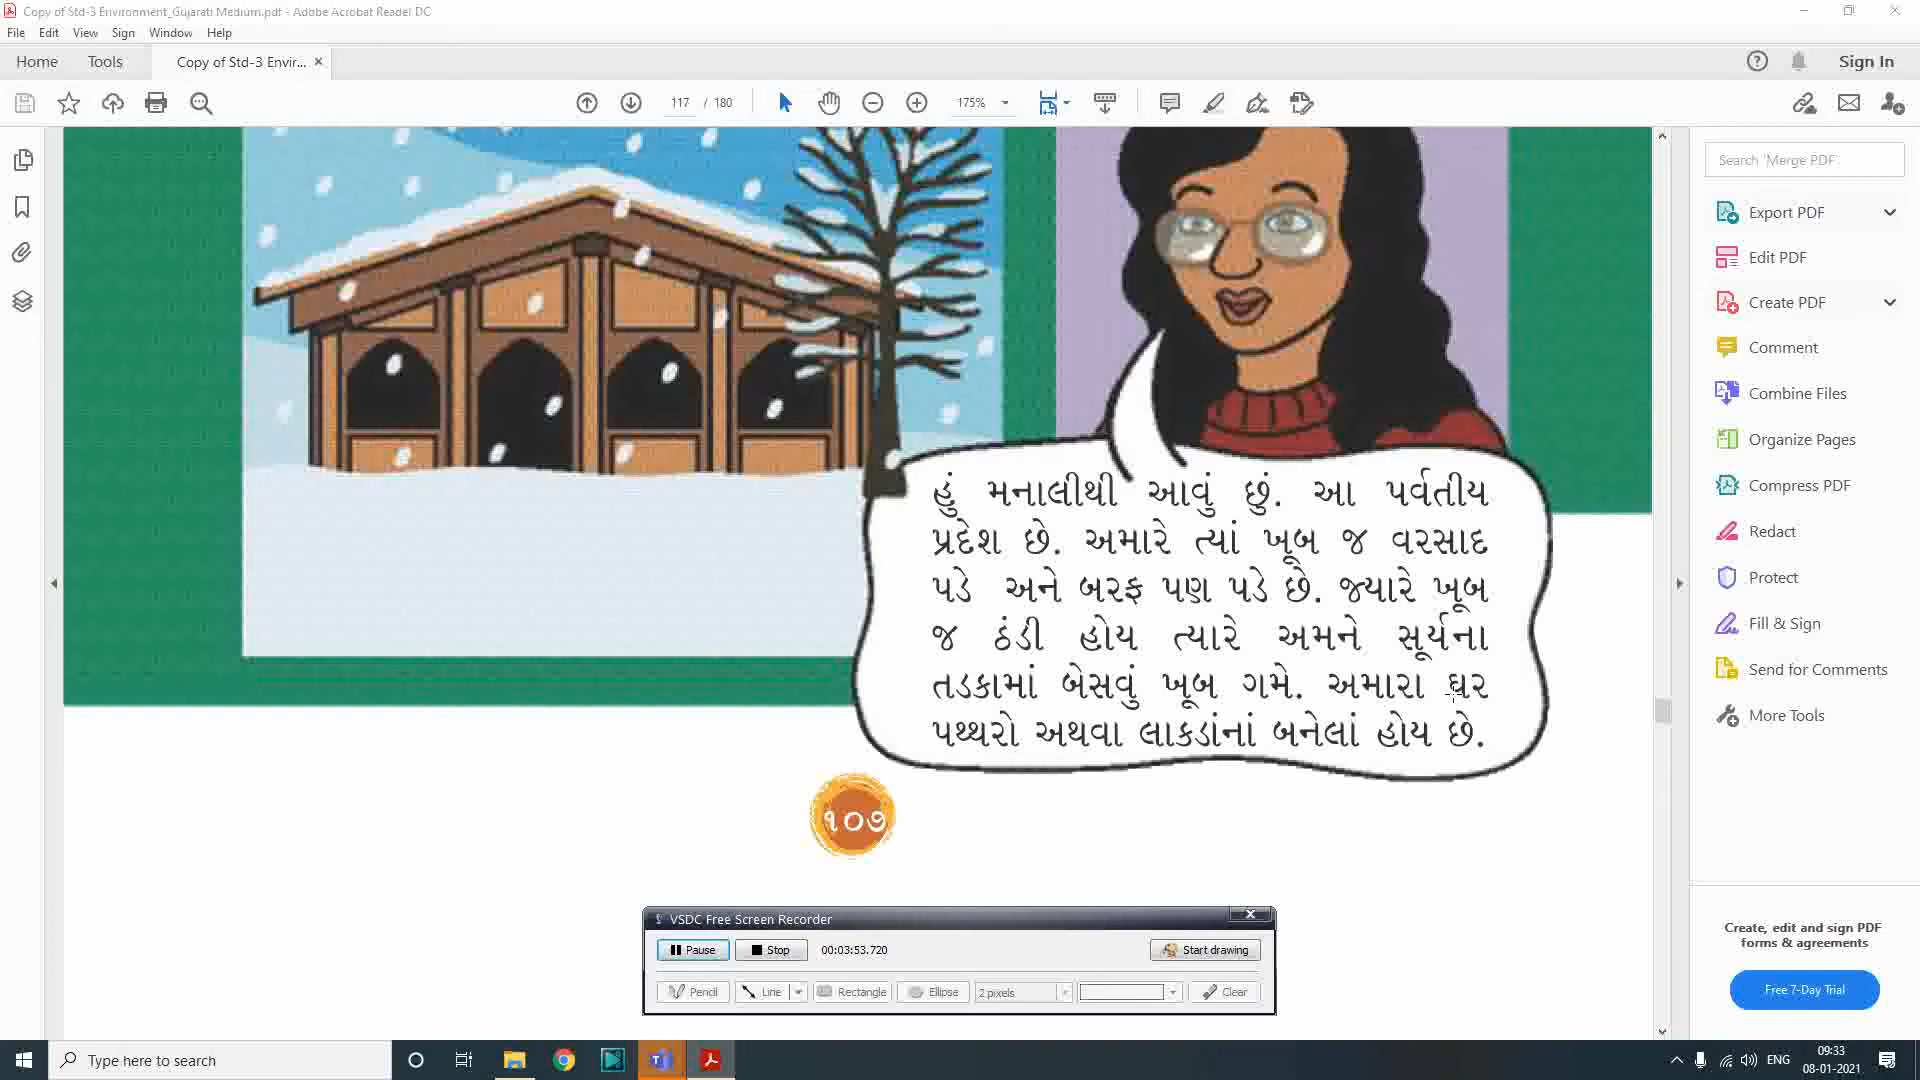 Copy of Std-3 Environment_Gujarati Medium.pdf - Adobe Acrobat Reader DC
File Edit View Sign Window Help
Home Tools Copy of Std-3 Envir... Sign In
117 / 180 175%
Search 'Merge PDF'
Export PDF
Edit PDF
Create PDF
Comment
Combine Files
Organize Pages
Compress PDF
Redact
Protect
Fill & Sign
Send for Comments
More Tools
Create, edit and sign PDF
forms & agreements
Free 7-Day Trial
હું મનાલીથી આવું છું. આ પર્વતીય
પ્રદેશ છે. અમારે ત્યાં ખૂબ જ વરસાદ
પડે અને બરફ પણ પડે છે. જ્યારે ખૂબ
જ ઠંડી હોય ત્યારે અમને સૂર્યના
તડકામાં બેસવું ખૂબ ગમે. અમારા ઘર
પથ્થરો અથવા લાકડાંનાં બનેલાં હોય છે.
૧૦૭
VSDC Free Screen Recorder
Pause Stop 00:03:53.720 Start drawing
Pencil Line Rectangle Ellipse 2 pixels Clear
Type here to search
ENG 09:33
08-01-2021